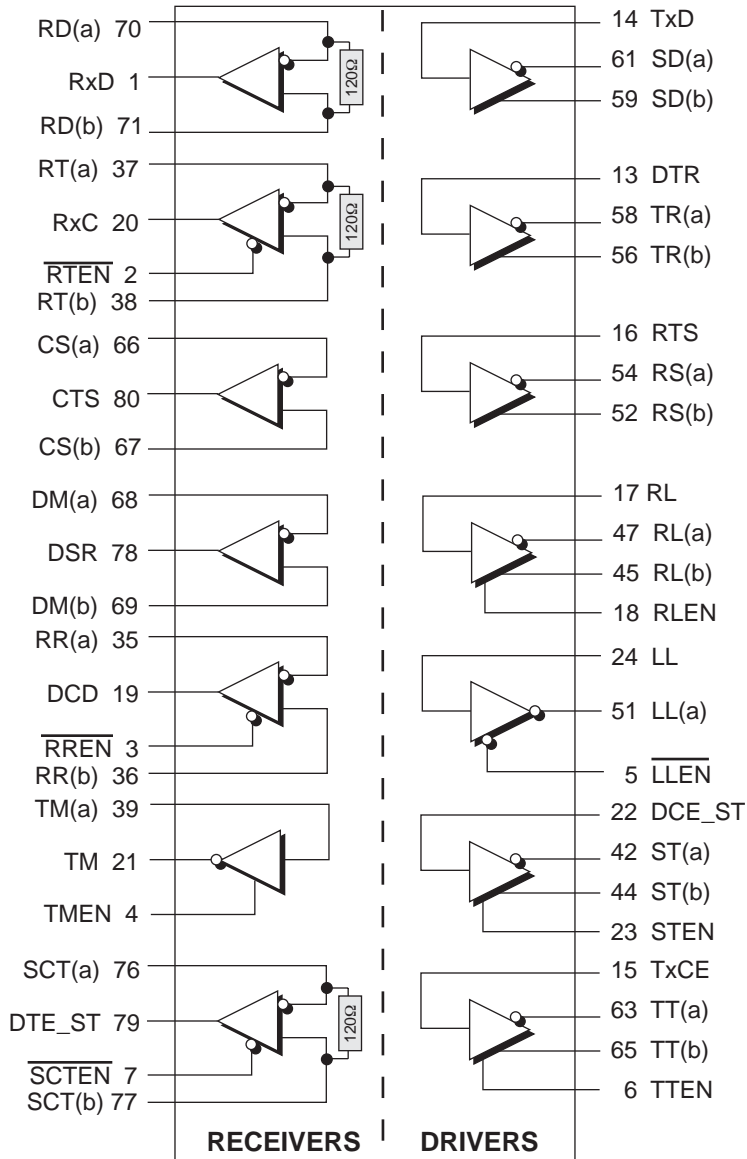 RD(a) 70
RxD 1
RD(b) 71
120Ω
RT(a) 37
RxC 20
RTEN 2
RT(b) 38
120Ω
CS(a) 66
CTS 80
CS(b) 67
DM(a) 68
DSR 78
DM(b) 69
RR(a) 35
DCD 19
RREN 3
RR(b) 36
TM(a) 39
TM 21
TMEN 4
SCT(a) 76
DTE_ST 79
SCTEN 7
SCT(b) 77
120Ω
RECEIVERS
14 TxD
61 SD(a)
59 SD(b)
13 DTR
58 TR(a)
56 TR(b)
16 RTS
54 RS(a)
52 RS(b)
17 RL
47 RL(a)
45 RL(b)
18 RLEN
24 LL
51 LL(a)
5 LLEN
22 DCE_ST
42 ST(a)
44 ST(b)
23 STEN
15 TxCE
63 TT(a)
65 TT(b)
6 TTEN
DRIVERS